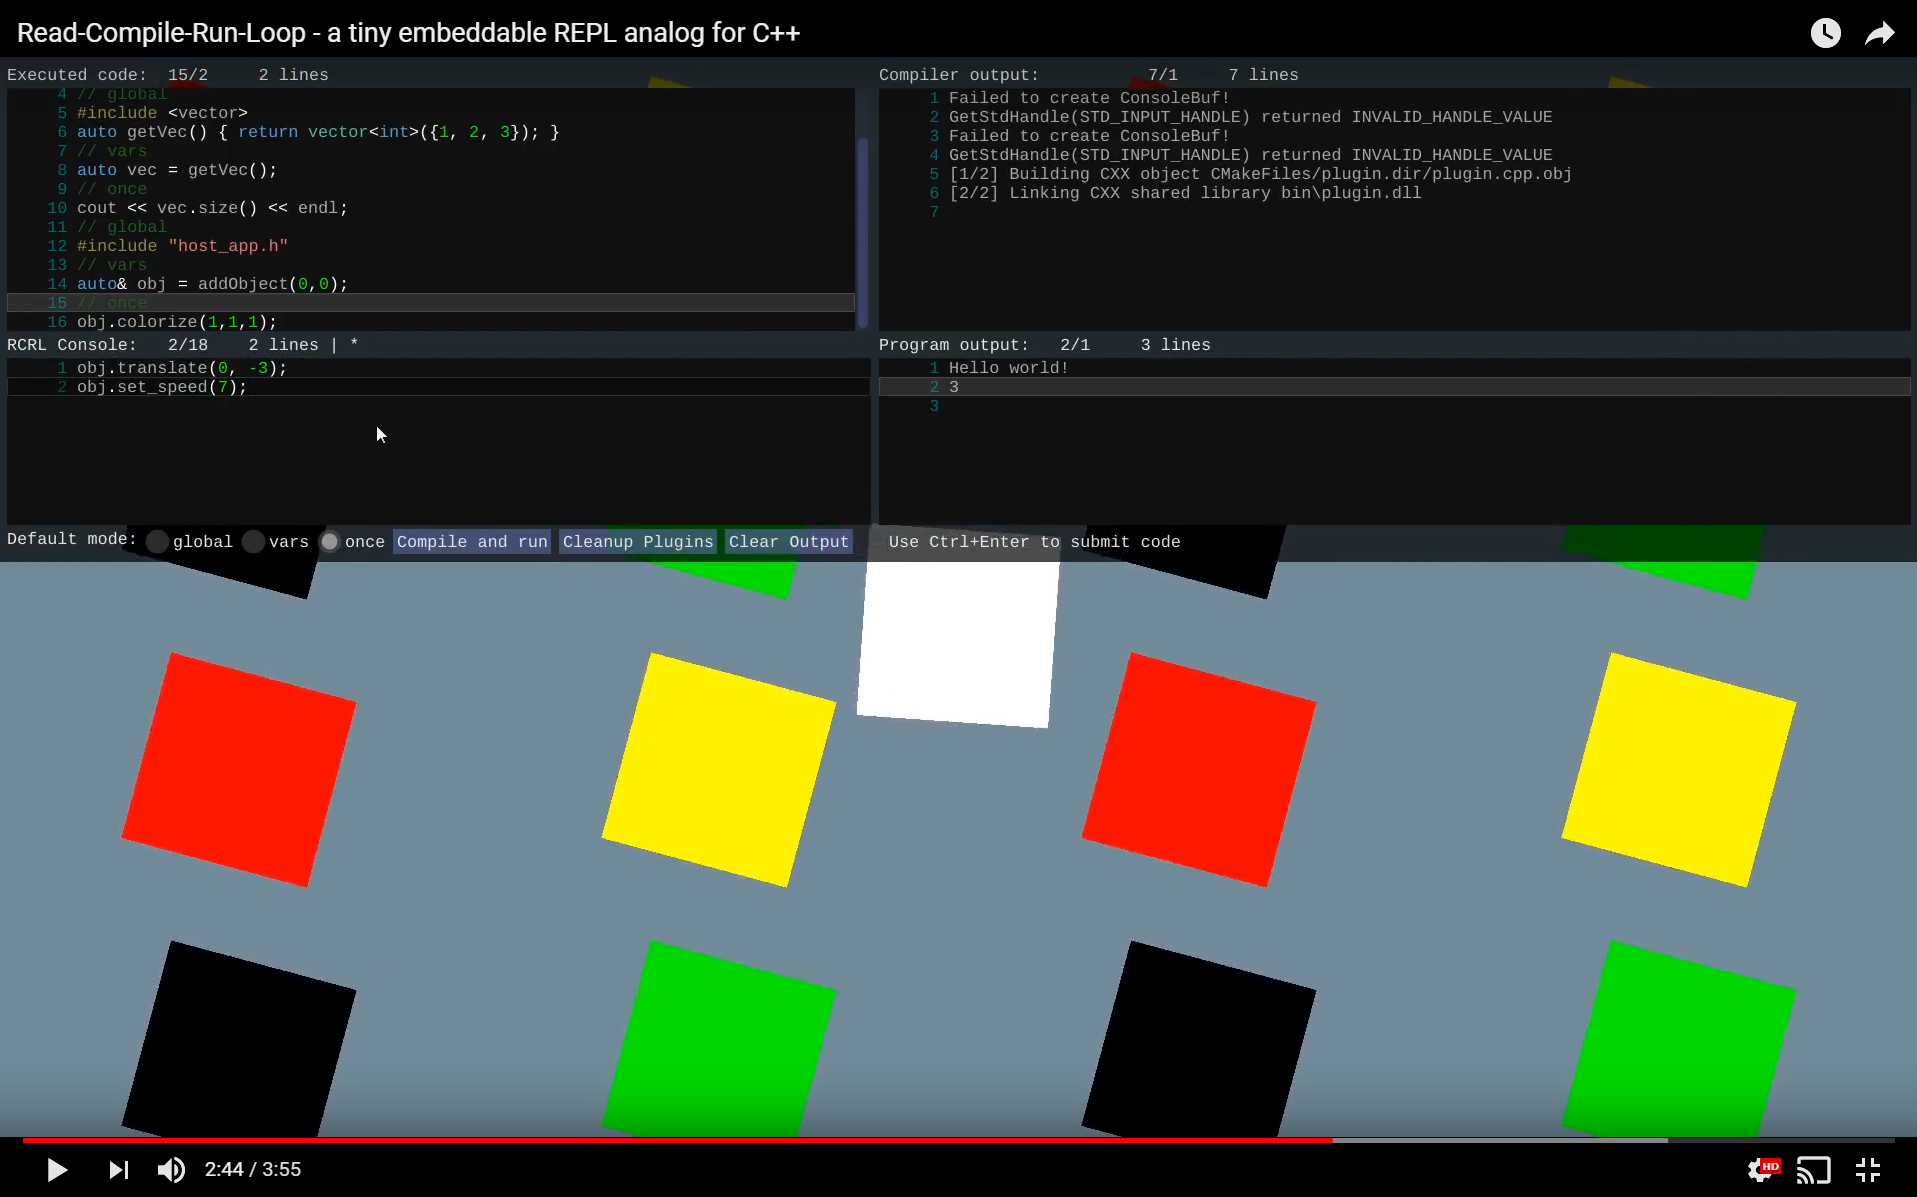 Read-Compile-Run-Loop - a tiny embeddable REPL analog for C++
Executed code: 15/2 2 lines
4 // global
5 #include <vector>
6 auto getVec() { return vector<int>({1, 2, 3}); }
7 // vars
8 auto vec = getVec();
9 // once
10 cout << vec.size() << endl;
11 // global
12 #include "host_app.h"
13 // vars
14 auto& obj = addObject(0,0);
15 // once
16 obj.colorize(1,1,1);
Compiler output: 7/1 7 lines
1 Failed to create ConsoleBuf!
2 GetStdHandle(STD_INPUT_HANDLE) returned INVALID_HANDLE_VALUE
3 Failed to create ConsoleBuf!
4 GetStdHandle(STD_INPUT_HANDLE) returned INVALID_HANDLE_VALUE
5 [1/2] Building CXX object CMakeFiles/plugin.dir/plugin.cpp.obj
6 [2/2] Linking CXX shared library bin\plugin.dll
7
RCRL Console: 2/18 2 lines | *
1 obj.translate(0, -3);
2 obj.set_speed(7);
Program output: 2/1 3 lines
1 Hello world!
2 3
3
Default mode: global vars once Compile and run Cleanup Plugins Clear Output Use Ctrl+Enter to submit code
2:44 / 3:55
HD